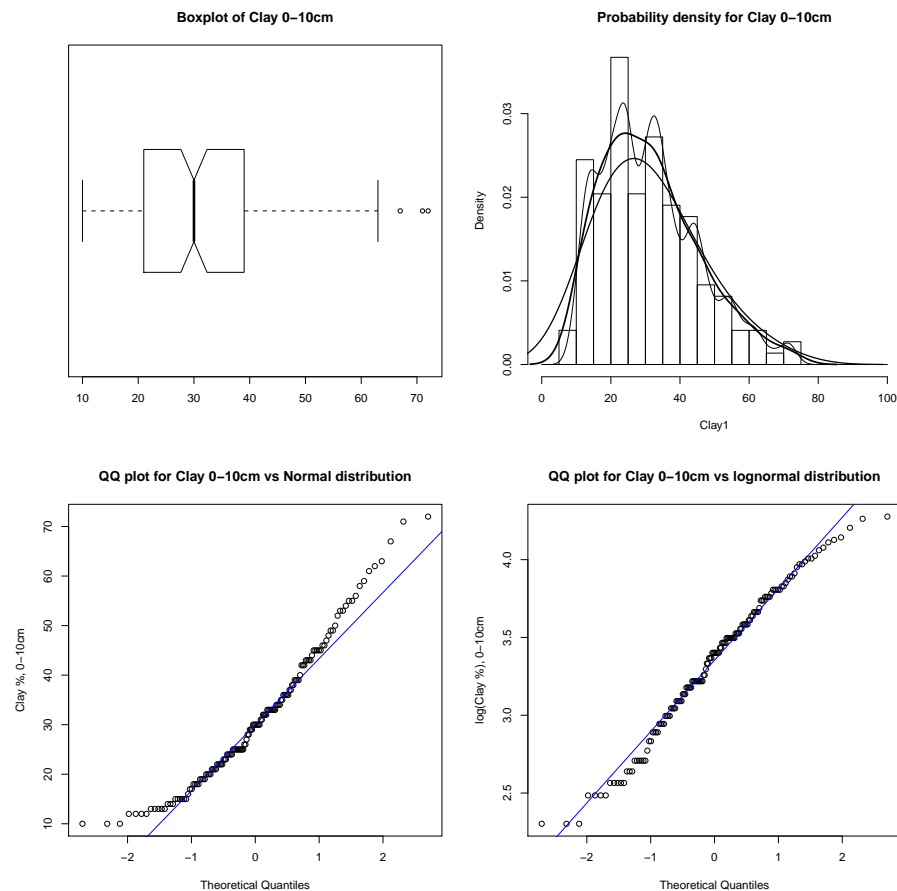 Boxplot of Clay 0−10cm
10 20 30 40 50 60 70
Probability density for Clay 0−10cm
Density
0.00 0.01 0.02 0.03
0 20 40 60 80 100
Clay1
QQ plot for Clay 0−10cm vs Normal distribution
Clay %, 0−10cm
10 20 30 40 50 60 70
−2 −1 0 1 2
Theoretical Quantiles
QQ plot for Clay 0−10cm vs lognormal distribution
log(Clay %), 0−10cm
2.5 3.0 3.5 4.0
−2 −1 0 1 2
Theoretical Quantiles